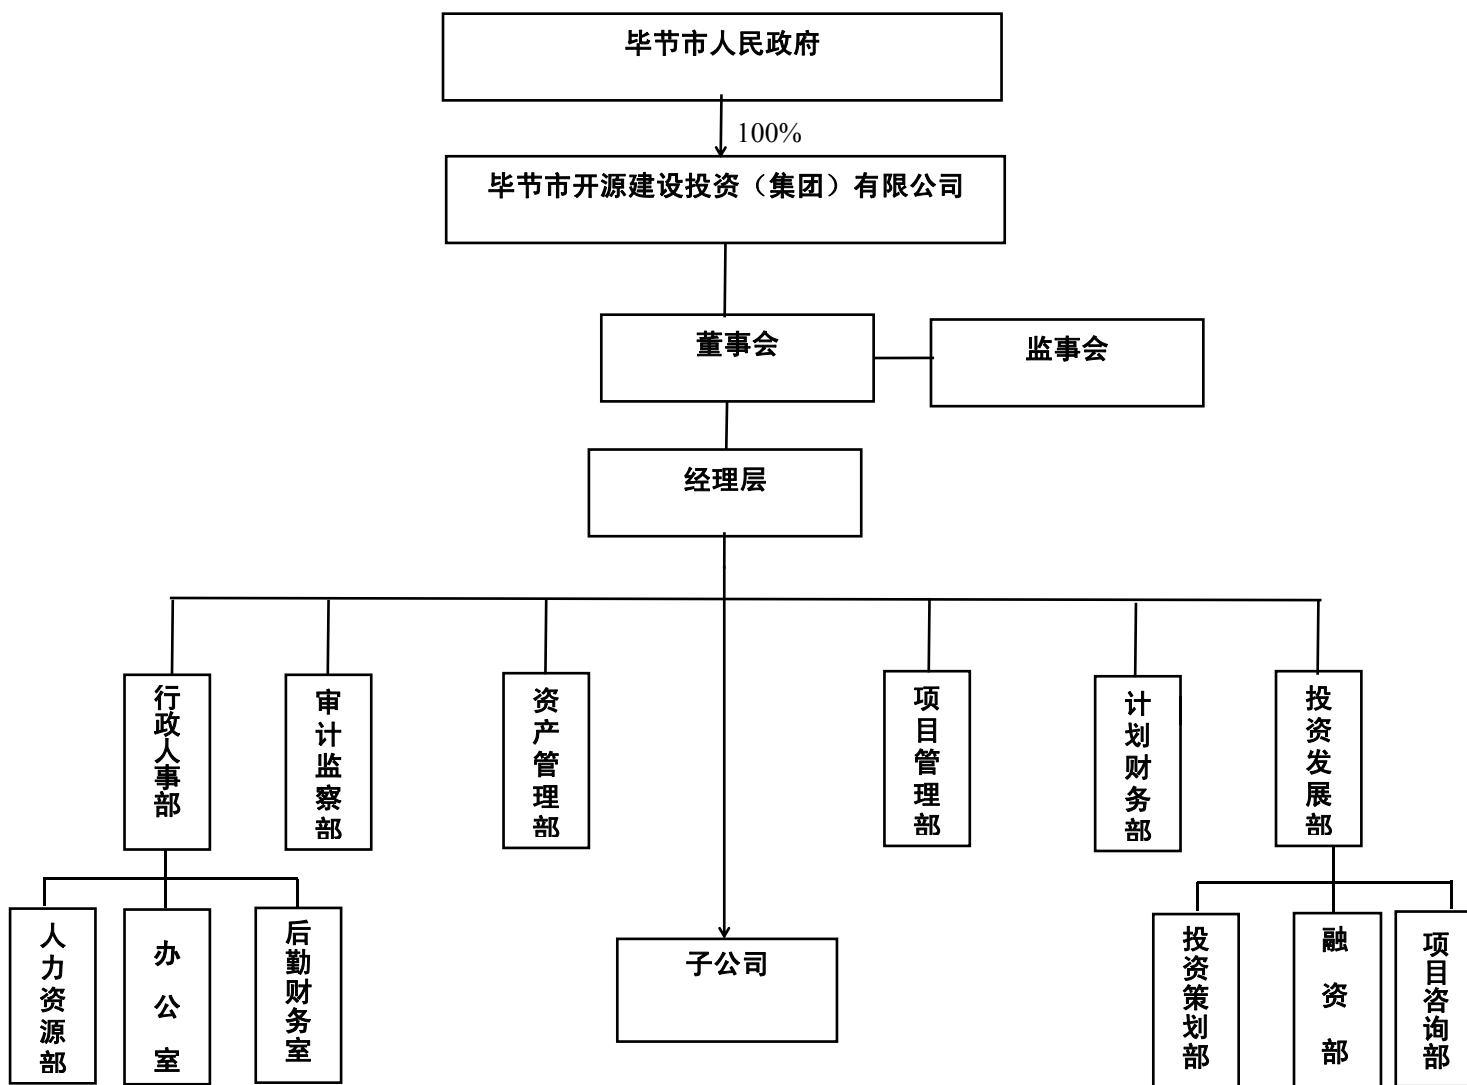 毕节市人民政府
100%
毕节市开源建设投资（集团）有限公司
董事会
监事会
经理层
行政人事部
审计监察部
资产管理部
项目管理部
计划财务部
投资发展部
人力资源部
办公室
后勤财务室
子公司
投资策划部
融资部
项目咨询部